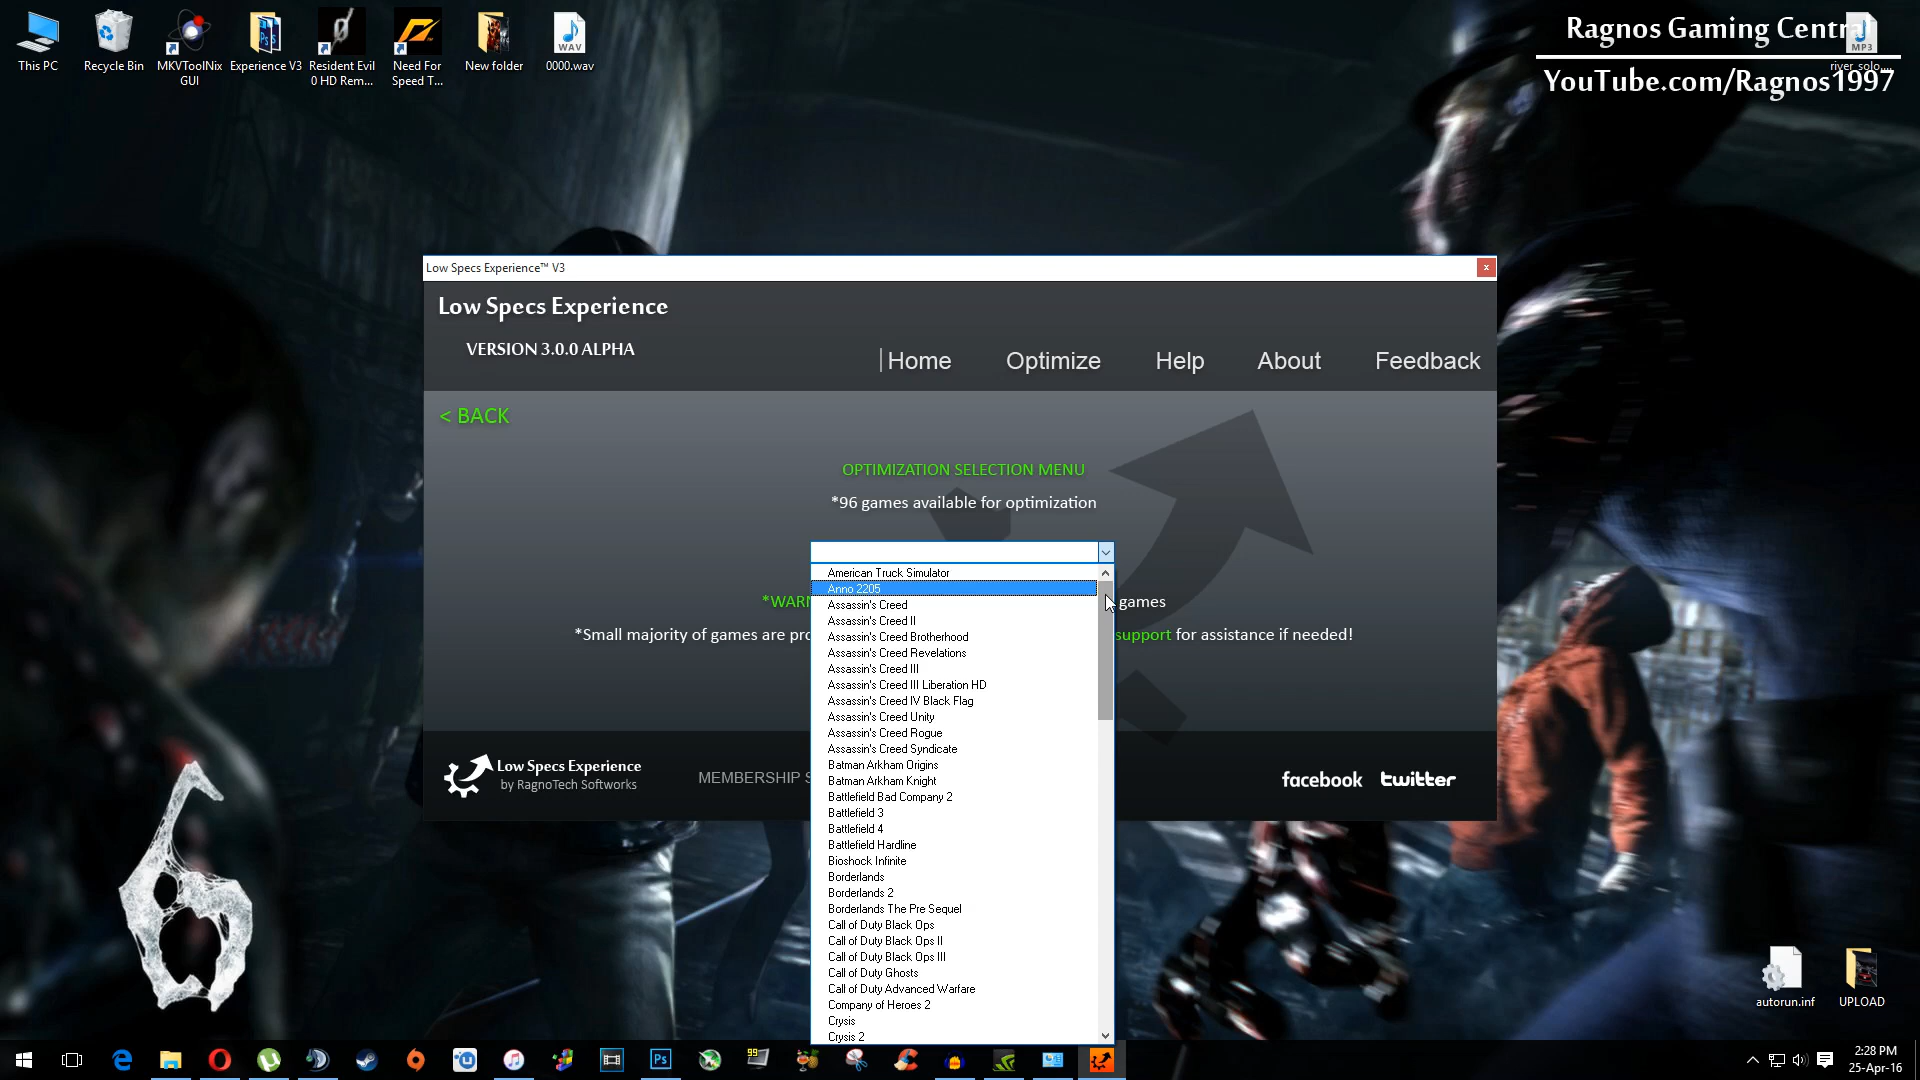 This PC
Recycle Bin
MKVToolNix
GUI
Experience V3
Resident Evil
0 HD Rem...
Need For
Speed T...
New folder
WAV
0000.wav
Ragnos Gaming Central
MP3
river_solo....
YouTube.com/Ragnos1997
Low Specs Experience™ V3
x
Low Specs Experience
VERSION 3.0.0 ALPHA
Home
Optimize
Help
About
Feedback
< BACK
OPTIMIZATION SELECTION MENU
*96 games available for optimization
American Truck Simulator
Anno 2205
Assassin's Creed
Assassin's Creed II
Assassin's Creed Brotherhood
Assassin's Creed Revelations
Assassin's Creed III
Assassin's Creed III Liberation HD
Assassin's Creed IV Black Flag
Assassin's Creed Unity
Assassin's Creed Rogue
Assassin's Creed Syndicate
Batman Arkham Origins
Batman Arkham Knight
Battlefield Bad Company 2
Battlefield 3
Battlefield 4
Battlefield Hardline
Bioshock Infinite
Borderlands
Borderlands 2
Borderlands The Pre Sequel
Call of Duty Black Ops
Call of Duty Black Ops II
Call of Duty Black Ops III
Call of Duty Ghosts
Call of Duty Advanced Warfare
Company of Heroes 2
Crysis
Crysis 2
games
*Small majority of games are
support for assistance if needed!
Low Specs Experience
by RagnoTech Softworks
MEMBERSHIP
facebook
twitter
autorun.inf
UPLOAD
Ps
99
2:28 PM
25-Apr-16